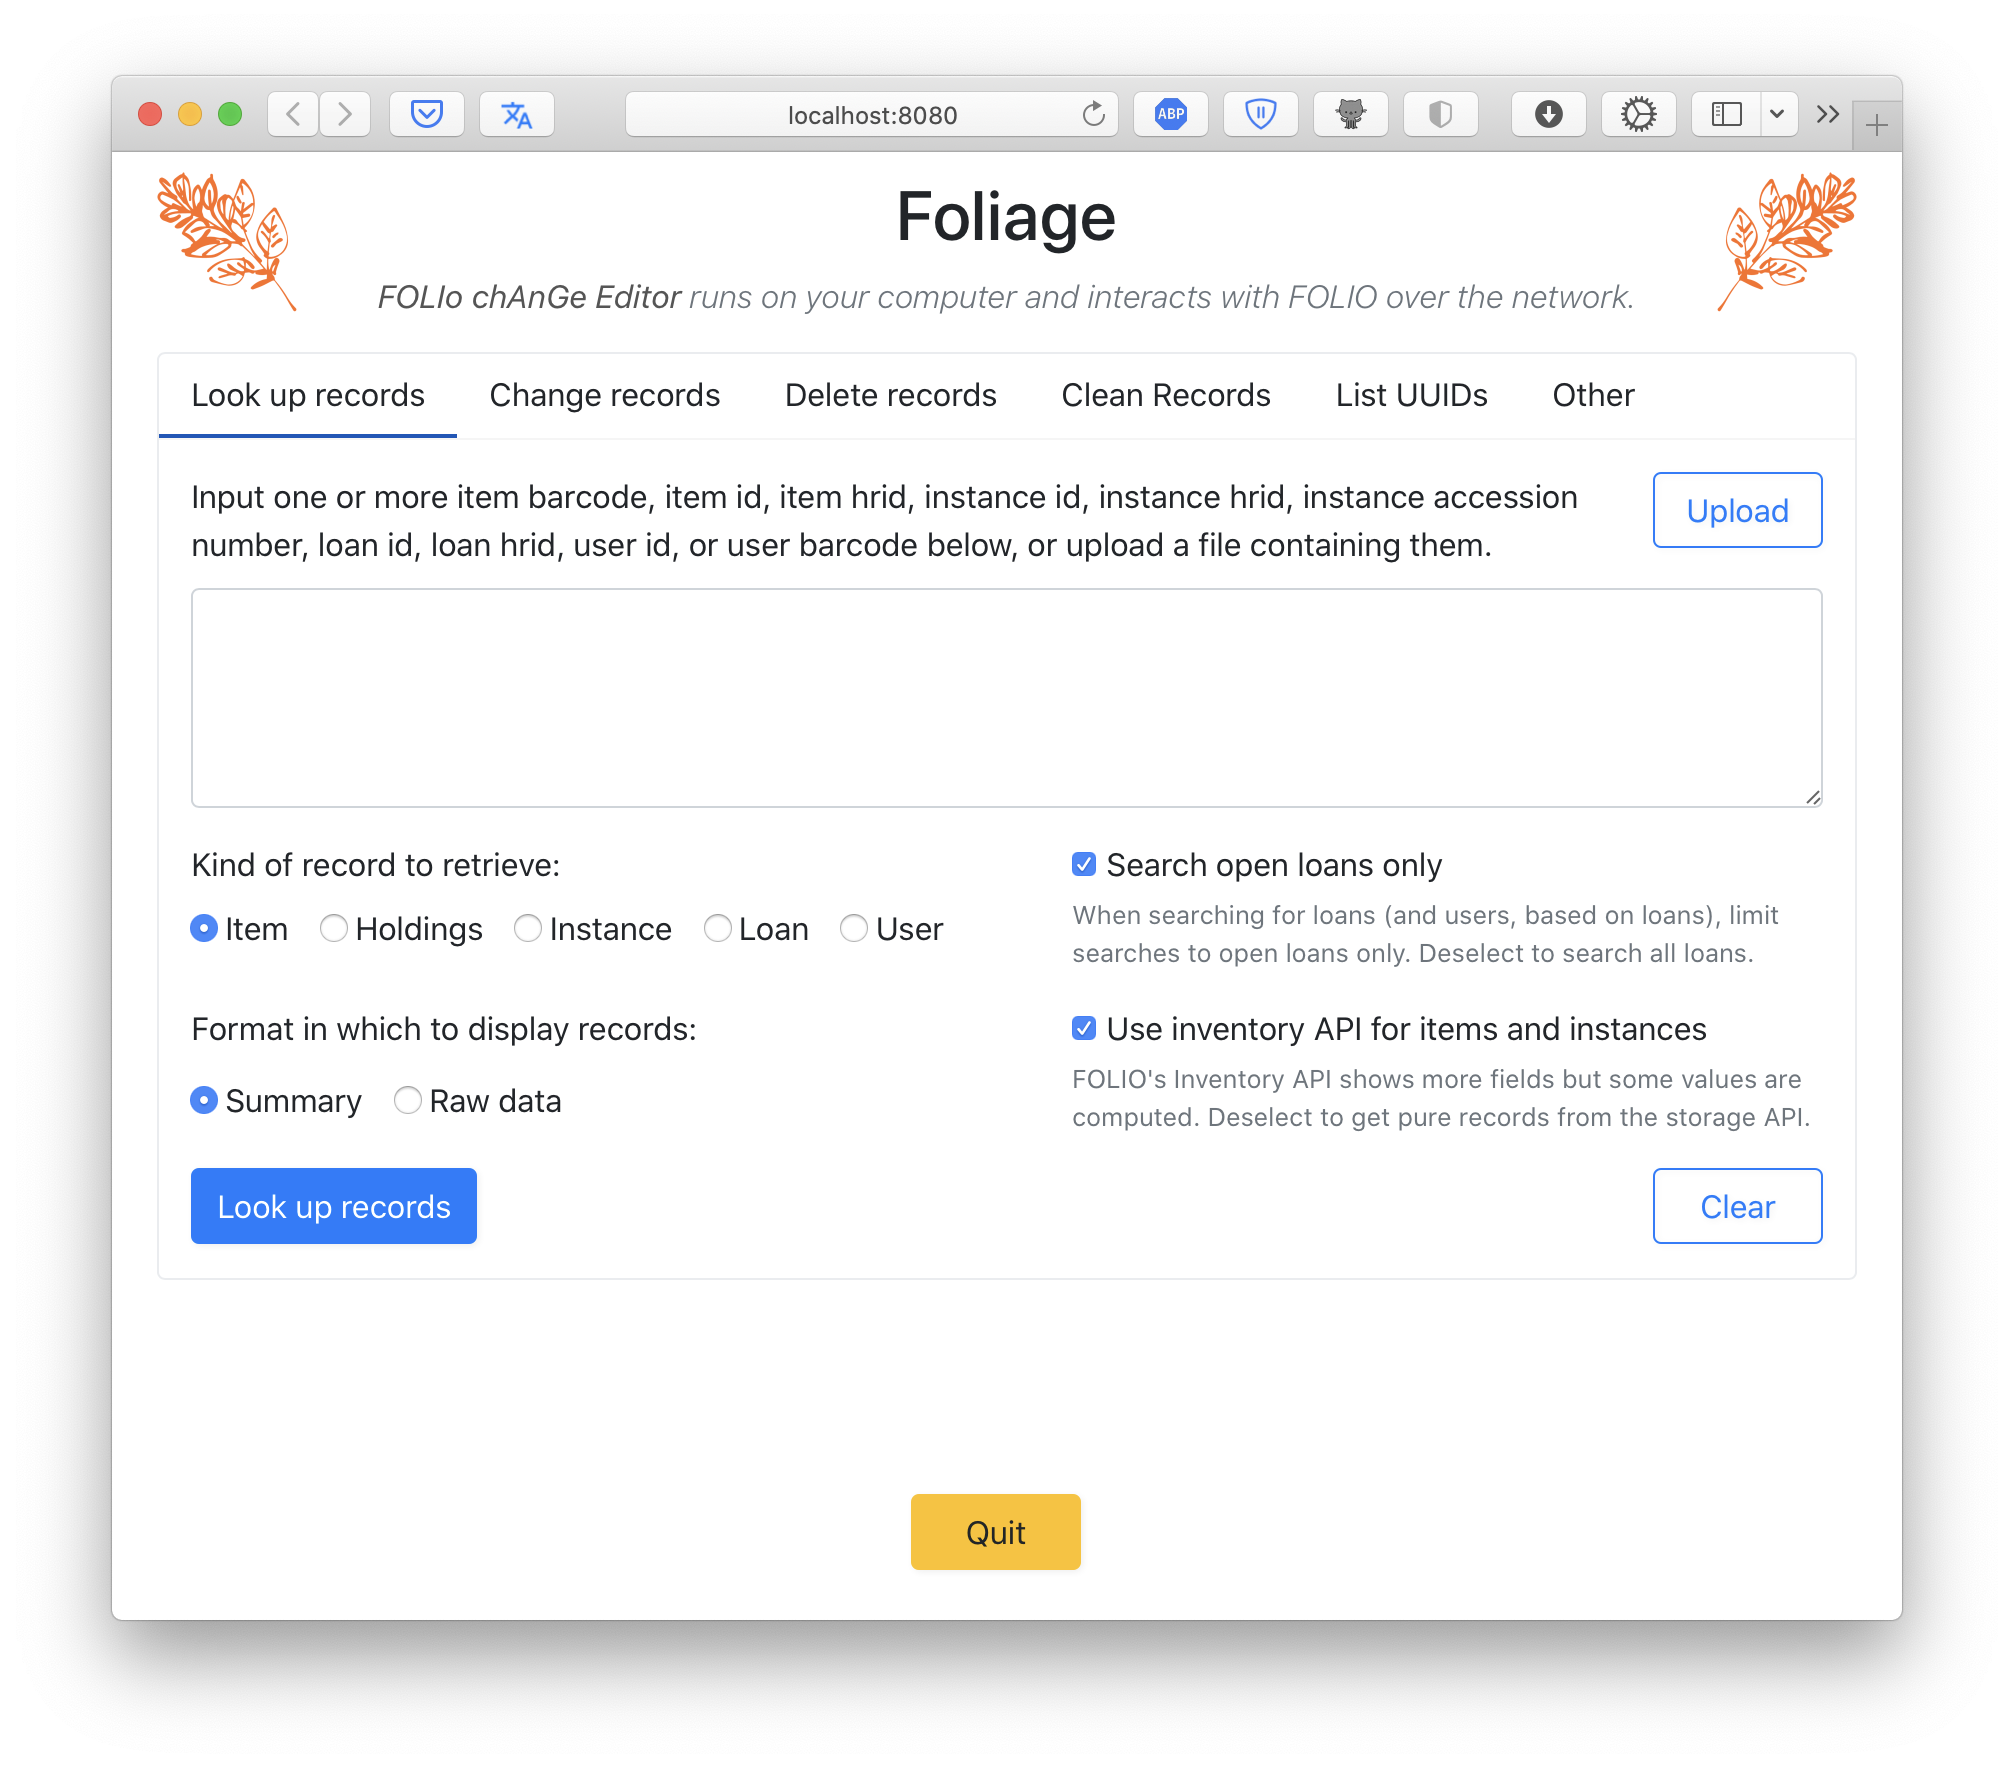 localhost:8080
ABP
Foliage
FOLIo chAnGe Editor runs on your computer and interacts with FOLIO over the network.
Look up records Change records Delete records Clean Records List UUIDs Other
Input one or more item barcode, item id, item hrid, instance id, instance hrid, instance accession
number, loan id, loan hrid, user id, or user barcode below, or upload a file containing them.
Upload
Kind of record to retrieve:
Item Holdings Instance Loan User
Search open loans only
When searching for loans (and users, based on loans), limit
searches to open loans only. Deselect to search all loans.
Format in which to display records:
Summary Raw data
Use inventory API for items and instances
FOLIO's Inventory API shows more fields but some values are
computed. Deselect to get pure records from the storage API.
Look up records
Clear
Quit